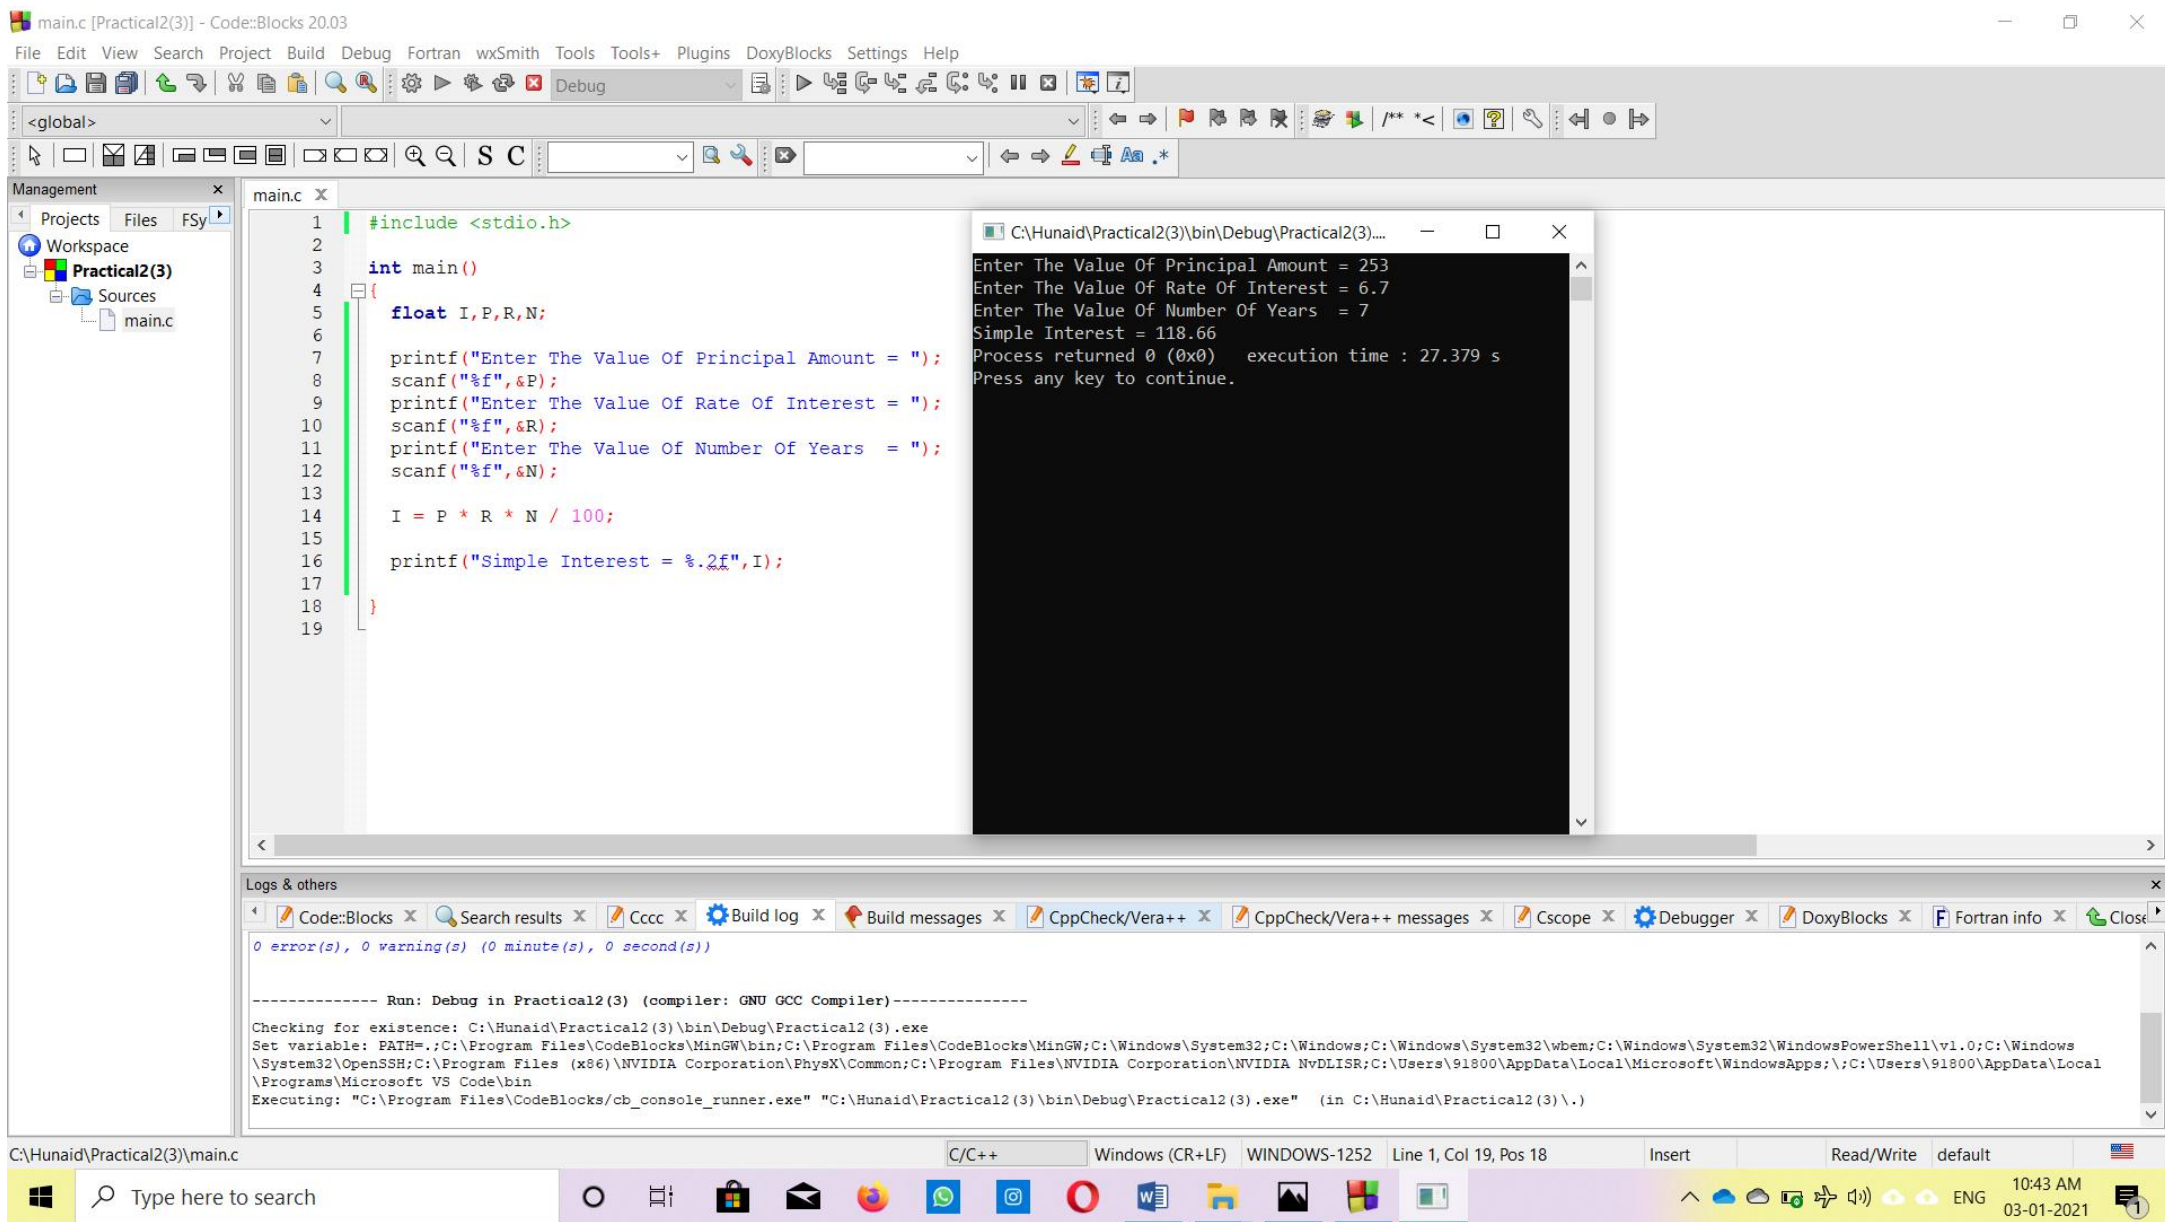 main.c [Practical2(3)] - Code::Blocks 20.03
File Edit View Search Project Build Debug Fortran wxSmith Tools Tools+ Plugins DoxyBlocks Settings Help
Debug
<global>
/** *<
S C
Aa .*
Management
Projects Files FSy
Workspace
Practical2(3)
Sources
main.c
main.c
1 #include <stdio.h>
2
3 int main()
4 {
5 float I,P,R,N;
6
7 printf("Enter The Value Of Principal Amount = ");
8 scanf("%f",&P);
9 printf("Enter The Value Of Rate Of Interest = ");
10 scanf("%f",&R);
11 printf("Enter The Value Of Number Of Years  = ");
12 scanf("%f",&N);
13
14 I = P * R * N / 100;
15
16 printf("Simple Interest = %.2f",I);
17
18 }
19
C:\Hunaid\Practical2(3)\bin\Debug\Practical2(3)....
Enter The Value Of Principal Amount = 253
Enter The Value Of Rate Of Interest = 6.7
Enter The Value Of Number Of Years  = 7
Simple Interest = 118.66
Process returned 0 (0x0)   execution time : 27.379 s
Press any key to continue.
Logs & others
Code::Blocks Search results Cccc Build log Build messages CppCheck/Vera++ CppCheck/Vera++ messages Cscope Debugger DoxyBlocks Fortran info Close
0 error(s), 0 warning(s) (0 minute(s), 0 second(s))
-------------- Run: Debug in Practical2(3) (compiler: GNU GCC Compiler)---------------
Checking for existence: C:\Hunaid\Practical2(3)\bin\Debug\Practical2(3).exe
Set variable: PATH=.;C:\Program Files\CodeBlocks\MinGW\bin;C:\Program Files\CodeBlocks\MinGW;C:\Windows\System32;C:\Windows;C:\Windows\System32\wbem;C:\Windows\System32\WindowsPowerShell\v1.0;C:\Windows
\System32\OpenSSH;C:\Program Files (x86)\NVIDIA Corporation\PhysX\Common;C:\Program Files\NVIDIA Corporation\NVIDIA NvDLISR;C:\Users\91800\AppData\Local\Microsoft\WindowsApps;\;C:\Users\91800\AppData\Local
\Programs\Microsoft VS Code\bin
Executing: "C:\Program Files\CodeBlocks/cb_console_runner.exe" "C:\Hunaid\Practical2(3)\bin\Debug\Practical2(3).exe"  (in C:\Hunaid\Practical2(3)\.)
C:\Hunaid\Practical2(3)\main.c C/C++ Windows (CR+LF) WINDOWS-1252 Line 1, Col 19, Pos 18 Insert Read/Write default
Type here to search
ENG
10:43 AM
03-01-2021
1